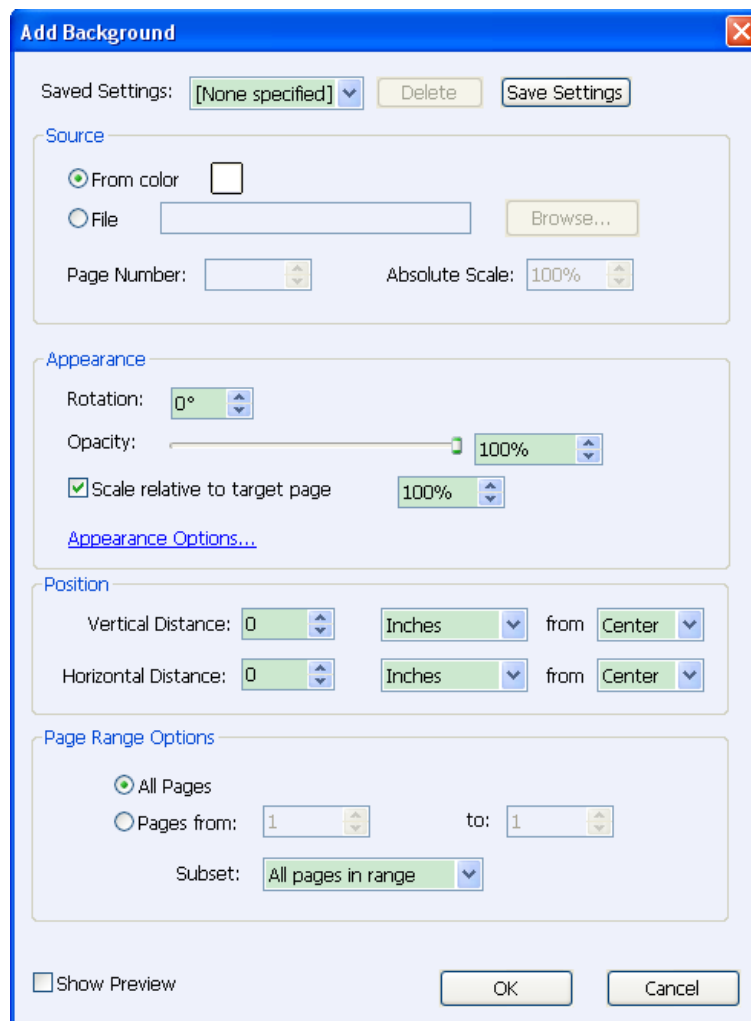 Add Background
Saved Settings: [None specified] Delete Save Settings
Source
From color
File Browse...
Page Number: Absolute Scale: 100%
Appearance
Rotation: 0°
Opacity: 100%
Scale relative to target page 100%
Appearance Options...
Position
Vertical Distance: 0 Inches from Center
Horizontal Distance: 0 Inches from Center
Page Range Options
All Pages
Pages from: 1 to: 1
Subset: All pages in range
Show Preview OK Cancel